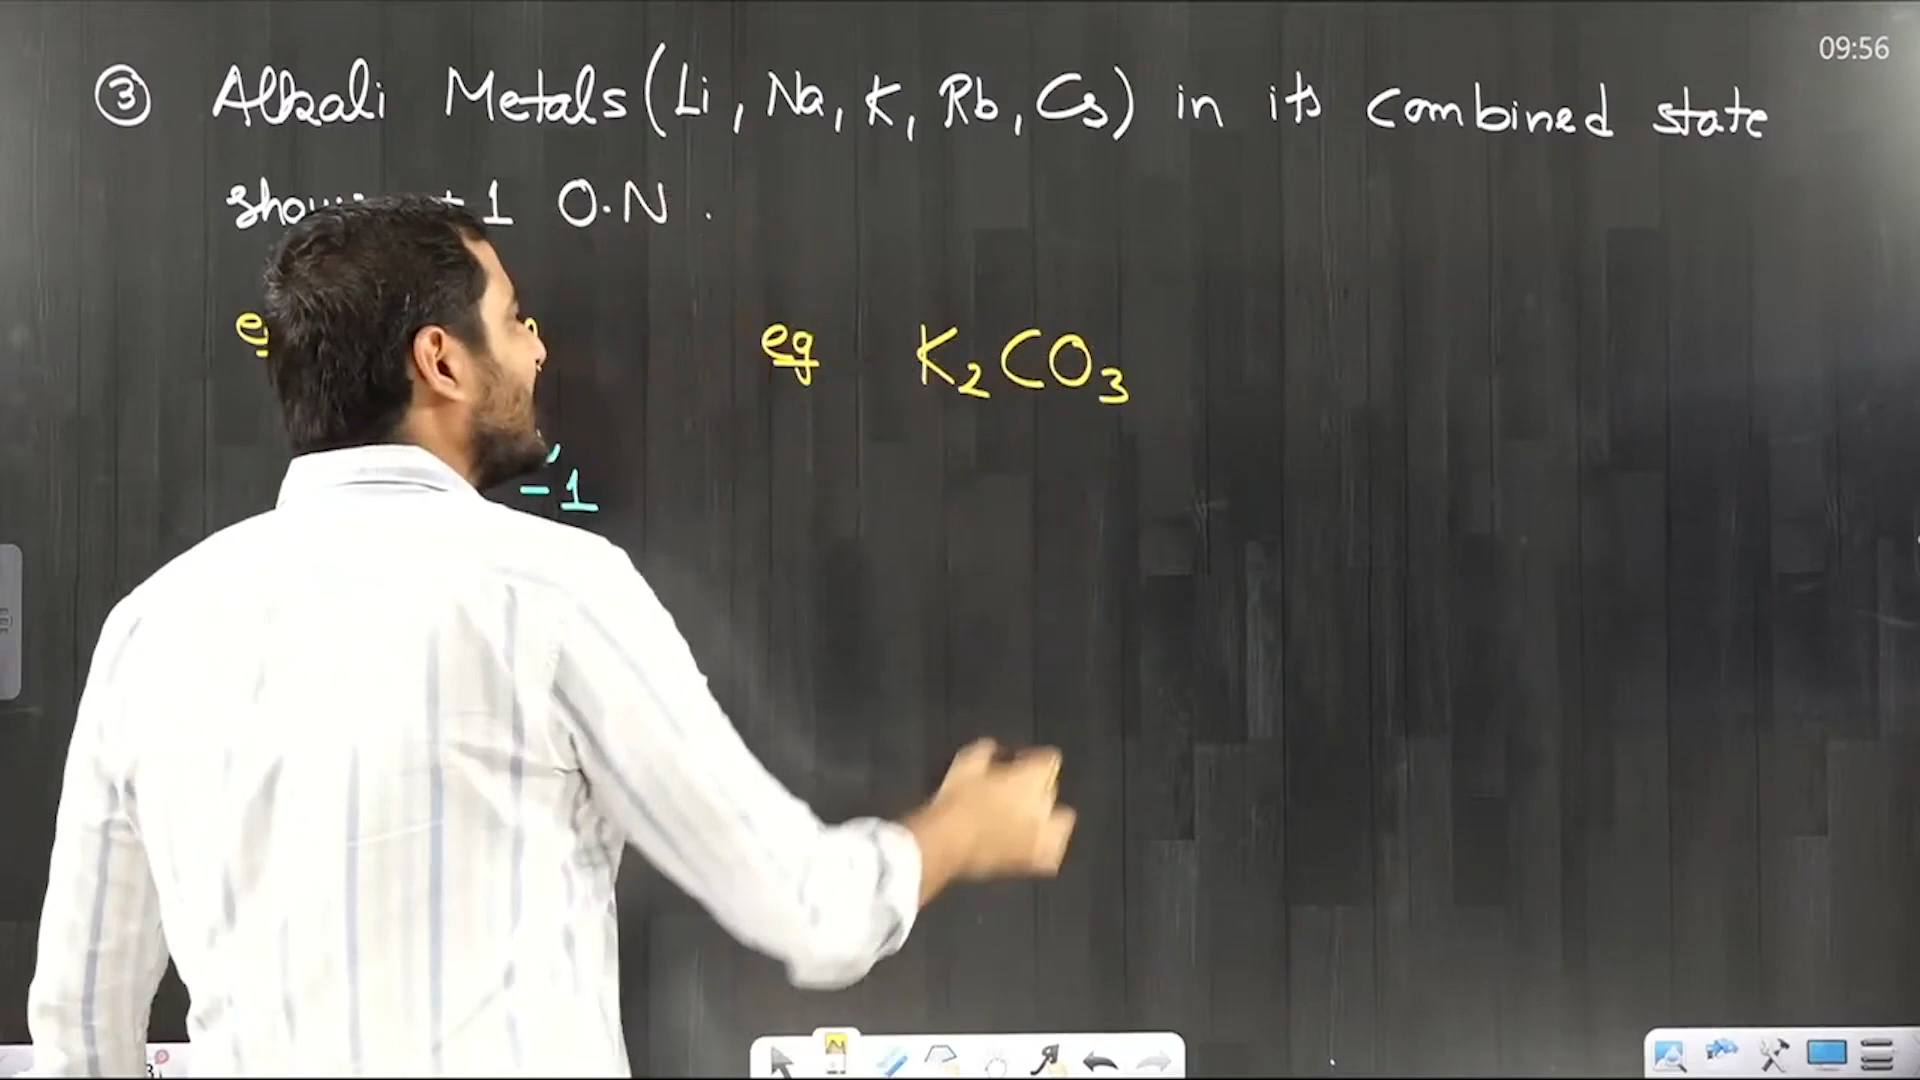 09:56
③ Alkali Metals (Li, Na, K, Rb, Cs) in its combined state
+1 O.N.
eg K₂CO₃
-1